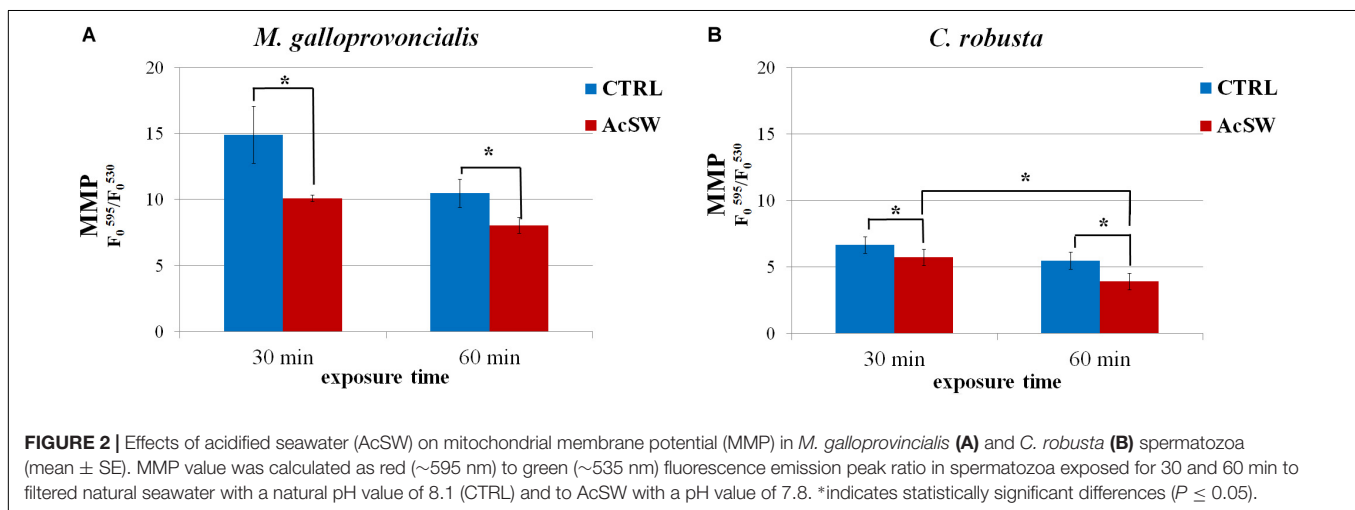 A
M. galloprovoncialis
20
15
10
5
0
MMP
F₀⁵⁹⁵/F₀⁵³⁰
*
*
CTRL
AcSW
30 min
60 min
exposure time
B
C. robusta
20
15
10
5
0
MMP
F₀⁵⁹⁵/F₀⁵³⁰
*
*
*
CTRL
AcSW
30 min
60 min
exposure time
FIGURE 2 | Effects of acidified seawater (AcSW) on mitochondrial membrane potential (MMP) in M. galloprovincialis (A) and C. robusta (B) spermatozoa
(mean ± SE). MMP value was calculated as red (~595 nm) to green (~535 nm) fluorescence emission peak ratio in spermatozoa exposed for 30 and 60 min to
filtered natural seawater with a natural pH value of 8.1 (CTRL) and to AcSW with a pH value of 7.8. *indicates statistically significant differences (P ≤ 0.05).